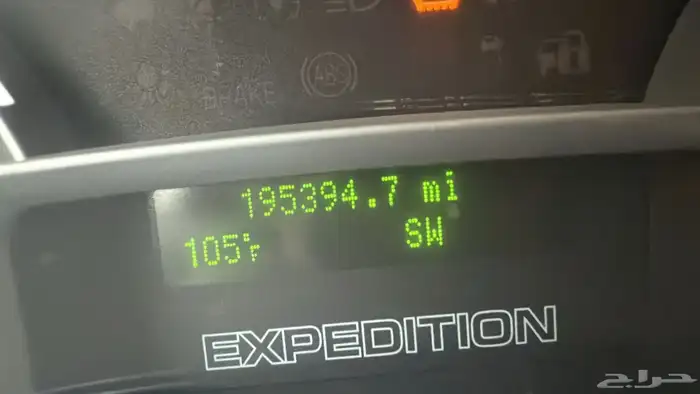 BRAKE
ABS
195394.7 mi
105°F SW
EXPEDITION
حراج